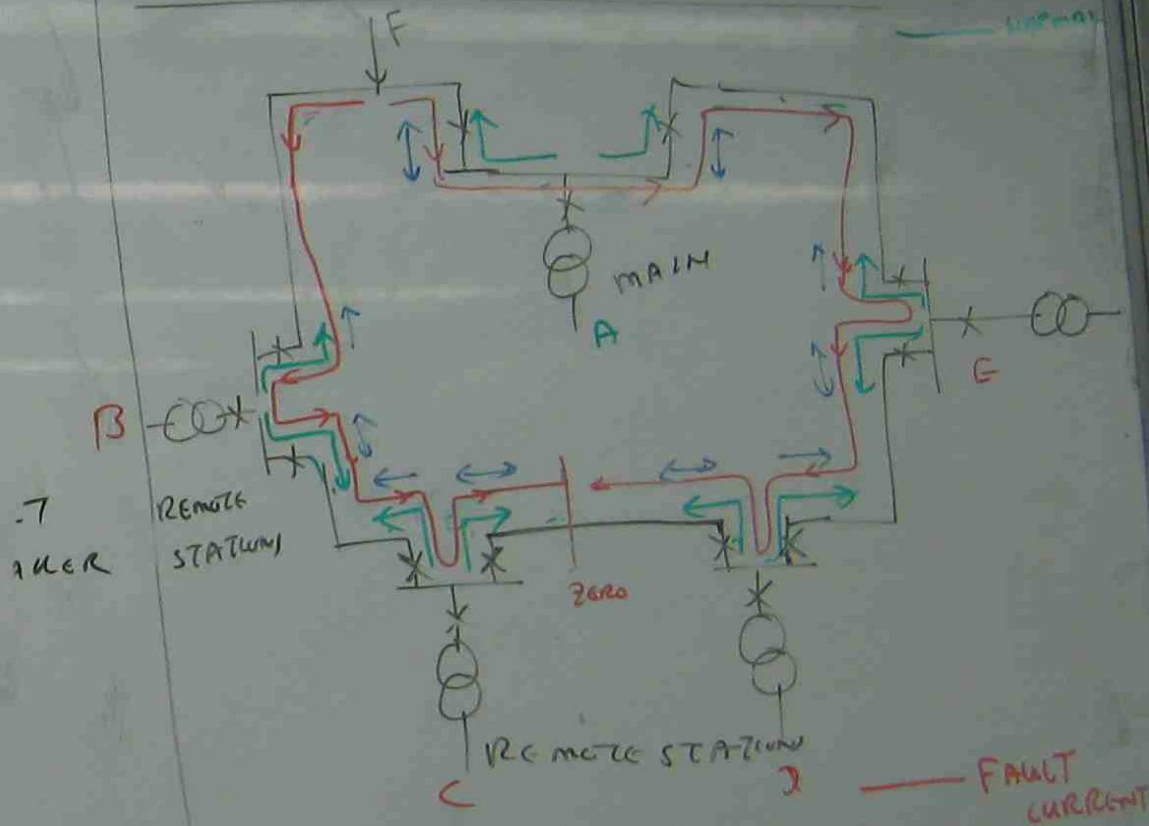 F
MAIN
A
E
B
REMOTE
STATION
ZERO
REMOTE STATION
C
D
FAULT
CURRENT